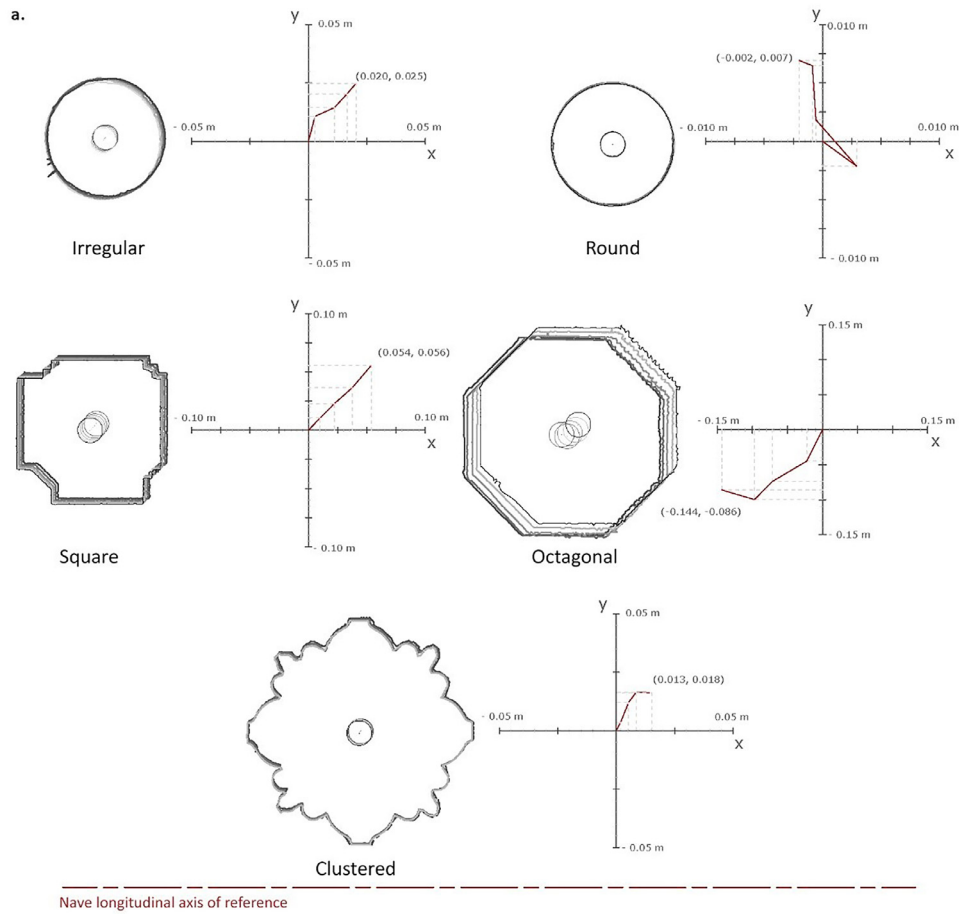 a.
y
0.05 m
(0.020, 0.025)
- 0.05 m
0.05 m
x
- 0.05 m
Irregular
y
0.010 m
(-0.002, 0.007)
- 0.010 m
0.010 m
x
- 0.010 m
Round
y
0.10 m
(0.054, 0.056)
- 0.10 m
0.10 m
x
- 0.10 m
Square
y
0.15 m
- 0.15 m
0.15 m
x
(-0.144, -0.086)
- 0.15 m
Octagonal
y
0.05 m
(0.013, 0.018)
- 0.05 m
0.05 m
x
- 0.05 m
Clustered
Nave longitudinal axis of reference